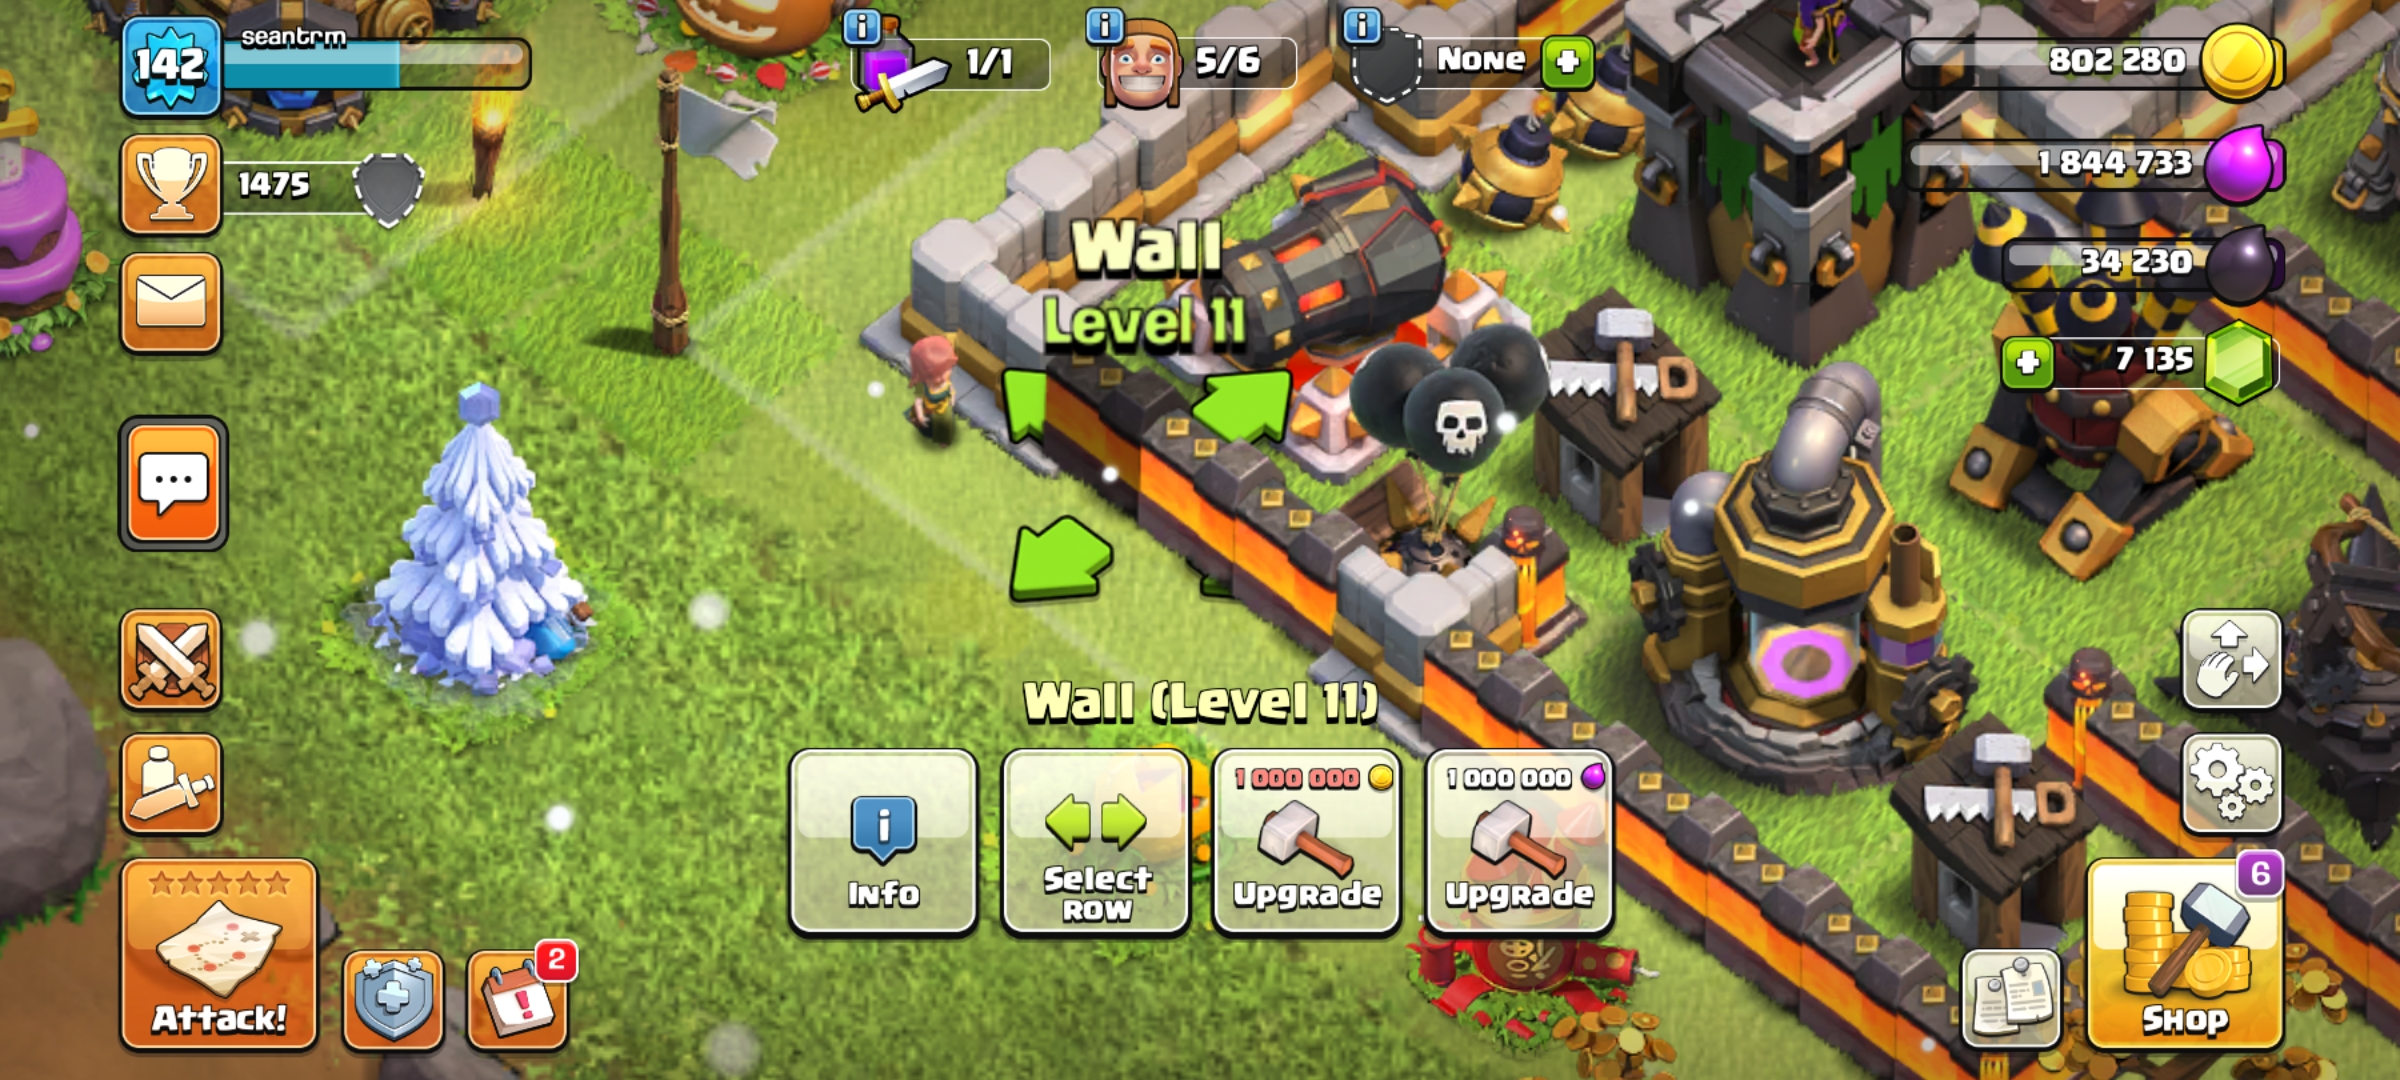 142
seantrm
1/1
5/6
None
802 280
1475
1 844 733
34 230
7 135
Wall
Level 11
Wall (Level 11)
Info
Select
Row
1 000 000
Upgrade
1 000 000
Upgrade
Attack!
2
6
Shop